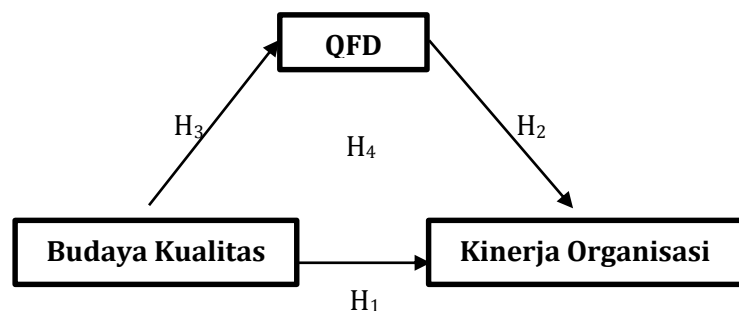 QFD
H₃
H₂
H₄
Budaya Kualitas
Kinerja Organisasi
H₁